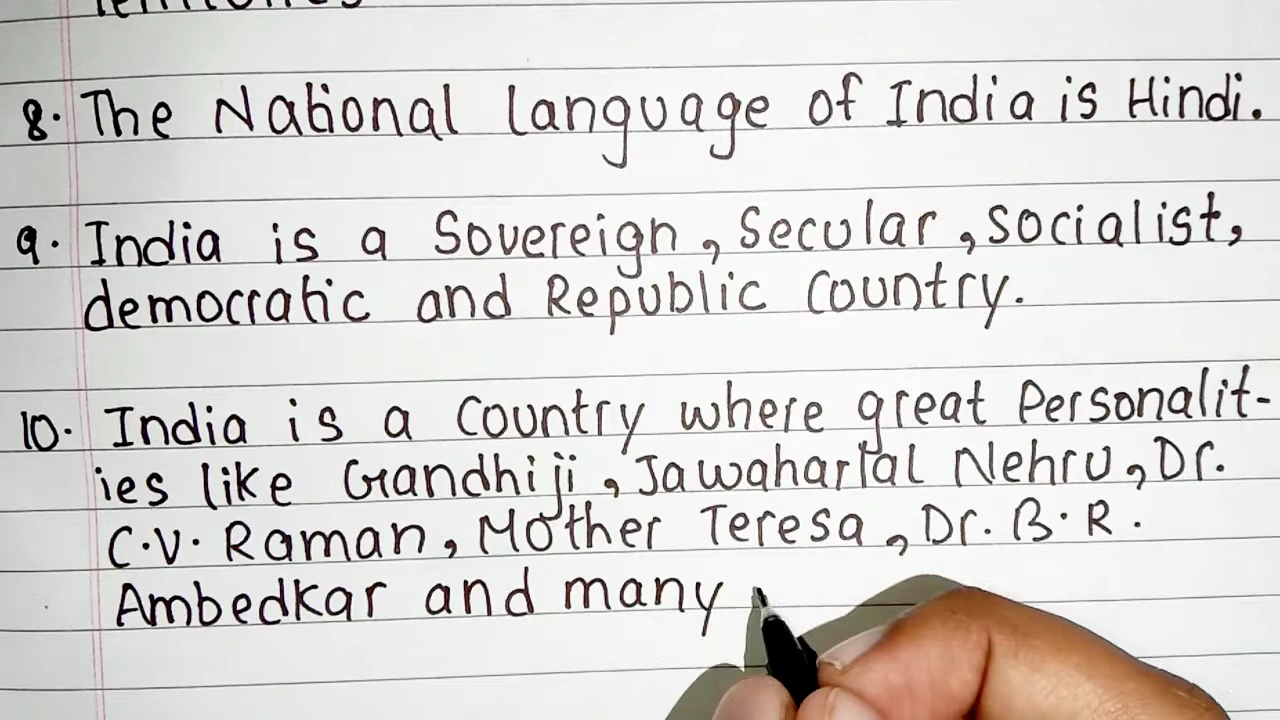 territories
8. The National language of India is Hindi.
9. India is a Sovereign, Secular, Socialist,
democratic and Republic Country.
10. India is a Country where great Personalit-
ies like Gandhiji, Jawaharlal Nehru, Dr.
C.V. Raman, Mother Teresa, Dr. B.R.
Ambedkar and many